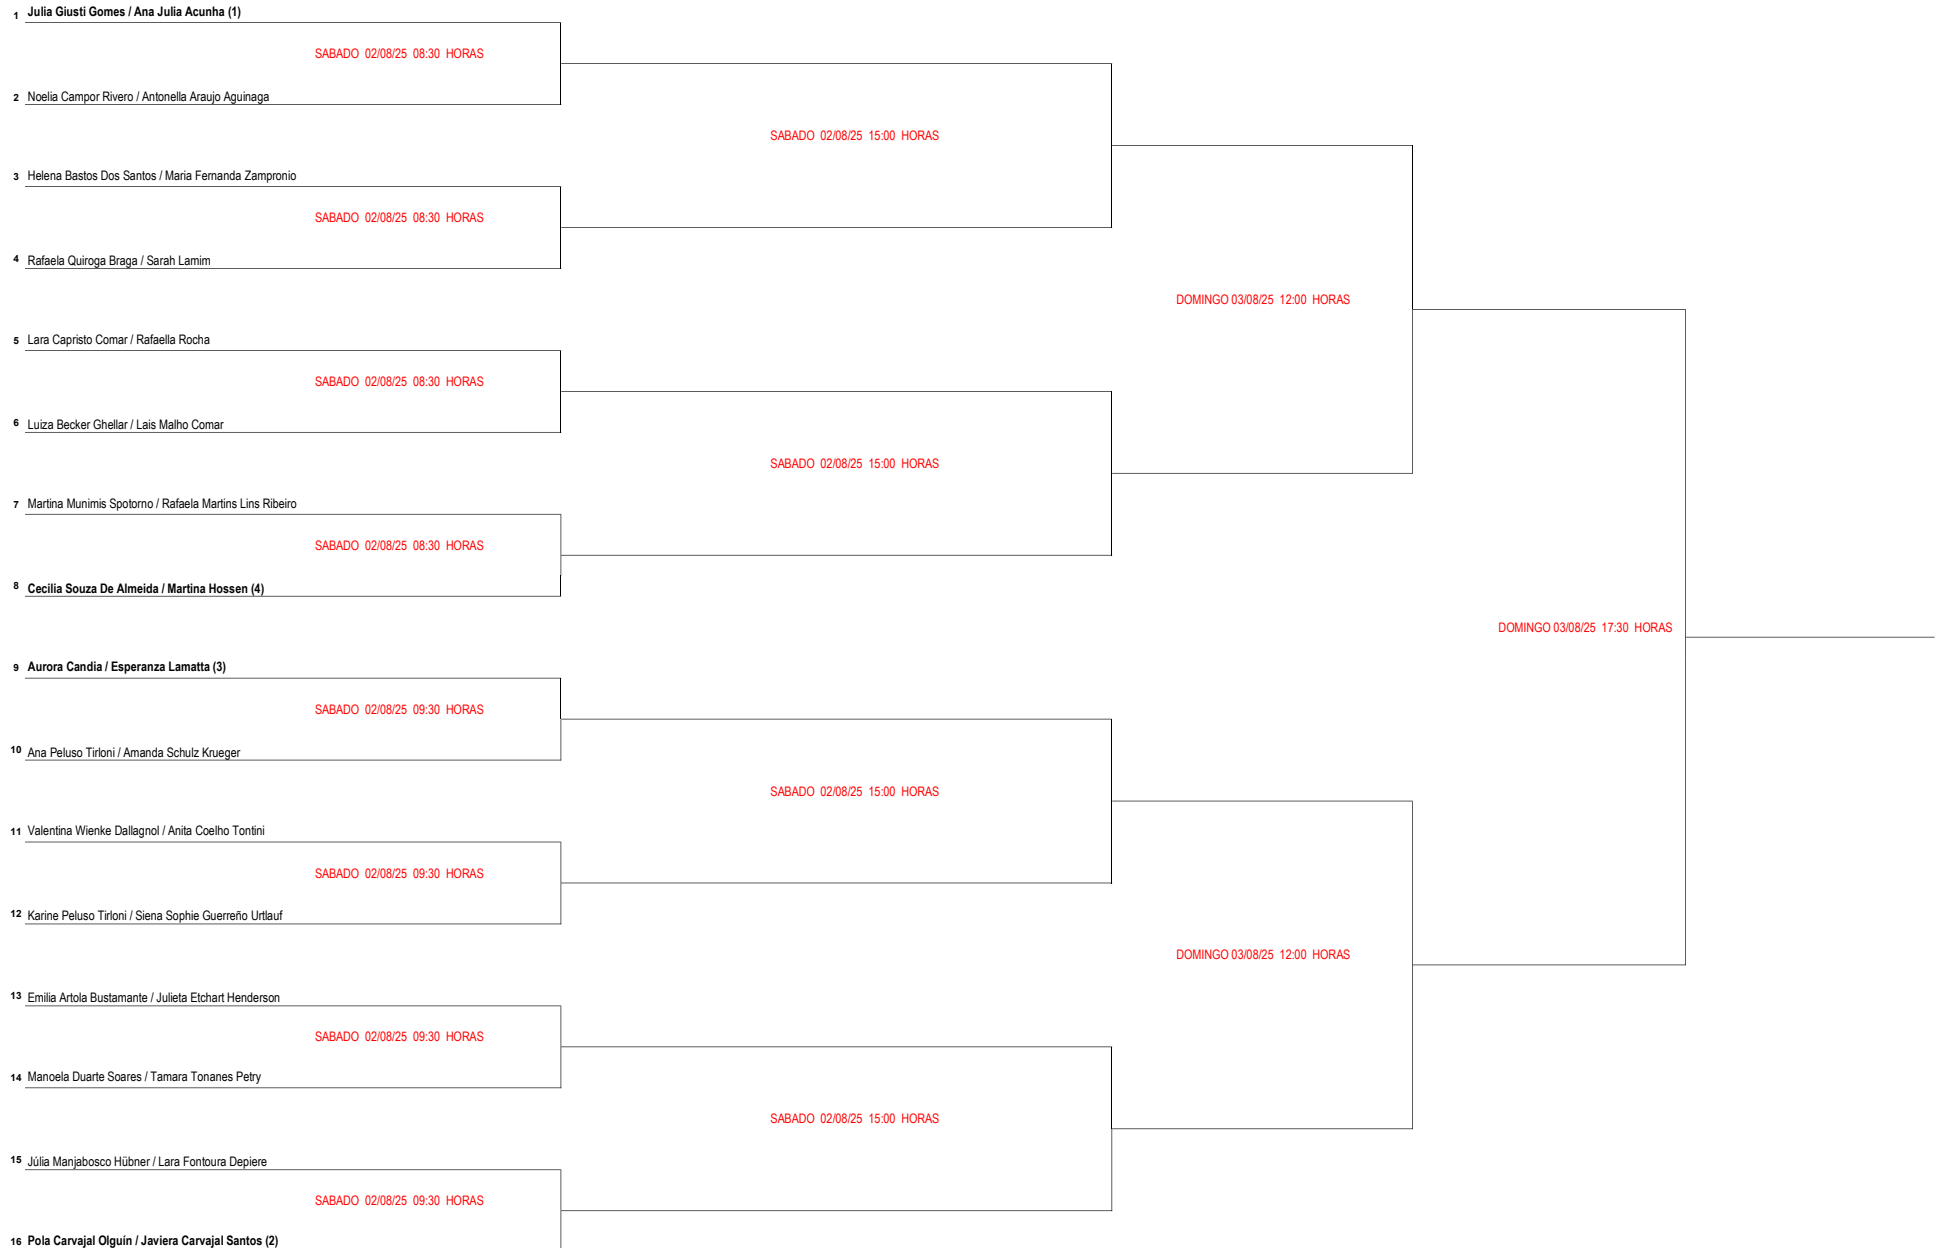 1 Julia Giusti Gomes / Ana Julia Acunha (1)
SABADO 02/08/25 08:30 HORAS
2 Noelia Campor Rivero / Antonella Araujo Aguinaga
SABADO 02/08/25 15:00 HORAS
3 Helena Bastos Dos Santos / Maria Fernanda Zampronio
SABADO 02/08/25 08:30 HORAS
4 Rafaela Quiroga Braga / Sarah Lamim
DOMINGO 03/08/25 12:00 HORAS
5 Lara Capristo Comar / Rafaella Rocha
SABADO 02/08/25 08:30 HORAS
6 Luiza Becker Ghellar / Lais Malho Comar
SABADO 02/08/25 15:00 HORAS
7 Martina Munimis Spotorno / Rafaela Martins Lins Ribeiro
SABADO 02/08/25 08:30 HORAS
8 Cecilia Souza De Almeida / Martina Hossen (4)
DOMINGO 03/08/25 17:30 HORAS
9 Aurora Candia / Esperanza Lamatta (3)
SABADO 02/08/25 09:30 HORAS
10 Ana Peluso Tirloni / Amanda Schulz Krueger
SABADO 02/08/25 15:00 HORAS
11 Valentina Wienke Dallagnol / Anita Coelho Tontini
SABADO 02/08/25 09:30 HORAS
12 Karine Peluso Tirloni / Siena Sophie Guerreño Urtlauf
DOMINGO 03/08/25 12:00 HORAS
13 Emilia Artola Bustamante / Julieta Etchart Henderson
SABADO 02/08/25 09:30 HORAS
14 Manoela Duarte Soares / Tamara Tonanes Petry
SABADO 02/08/25 15:00 HORAS
15 Júlia Manjabosco Hübner / Lara Fontoura Depiere
SABADO 02/08/25 09:30 HORAS
16 Pola Carvajal Olguín / Javiera Carvajal Santos (2)